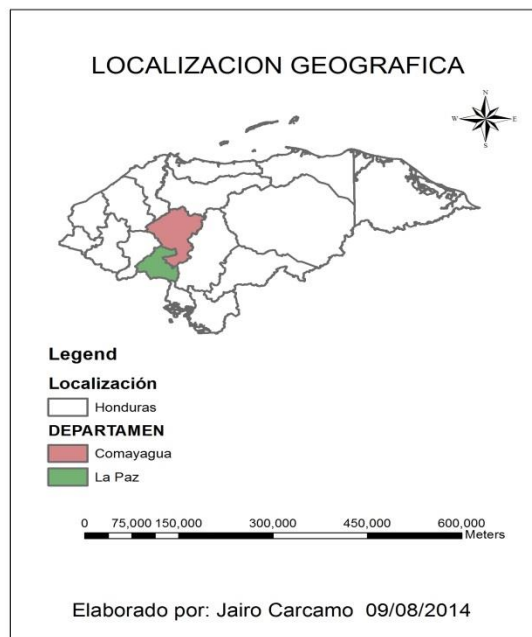 LOCALIZACION GEOGRAFICA
N
W E
S
Legend
Localización
Honduras
DEPARTAMEN
Comayagua
La Paz
0 75,000 150,000 300,000 450,000 600,000
Meters
Elaborado por: Jairo Carcamo 09/08/2014